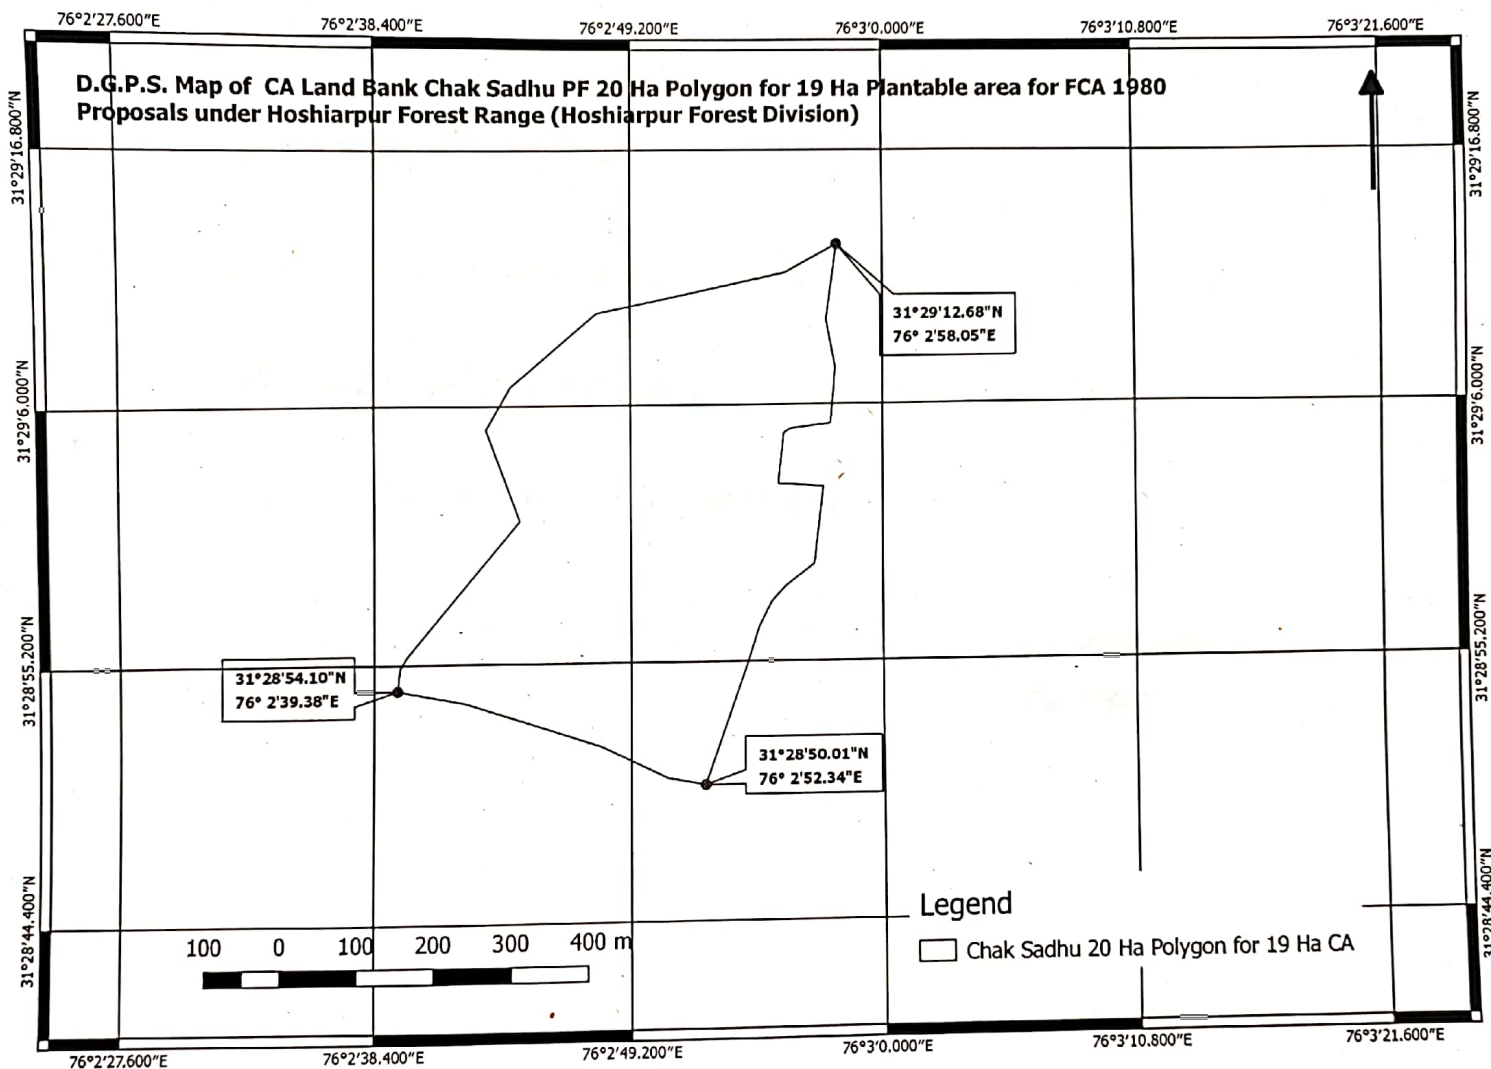 76°2'27.600"E 76°2'38.400"E 76°2'49.200"E 76°3'0.000"E 76°3'10.800"E 76°3'21.600"E
D.G.P.S. Map of CA Land Bank Chak Sadhu PF 20 Ha Polygon for 19 Ha Plantable area for FCA 1980
Proposals under Hoshiarpur Forest Range (Hoshiarpur Forest Division)
31°29'16.800"N
31°29'16.800"N
31°29'12.68"N
76° 2'58.05"E
31°29'6.000"N
31°29'6.000"N
31°28'55.200"N
31°28'55.200"N
31°28'54.10"N
76° 2'39.38"E
31°28'50.01"N
76° 2'52.34"E
31°28'44.400"N
31°28'44.400"N
Legend
Chak Sadhu 20 Ha Polygon for 19 Ha CA
100 0 100 200 300 400 m
76°2'27.600"E 76°2'38.400"E 76°2'49.200"E 76°3'0.000"E 76°3'10.800"E 76°3'21.600"E